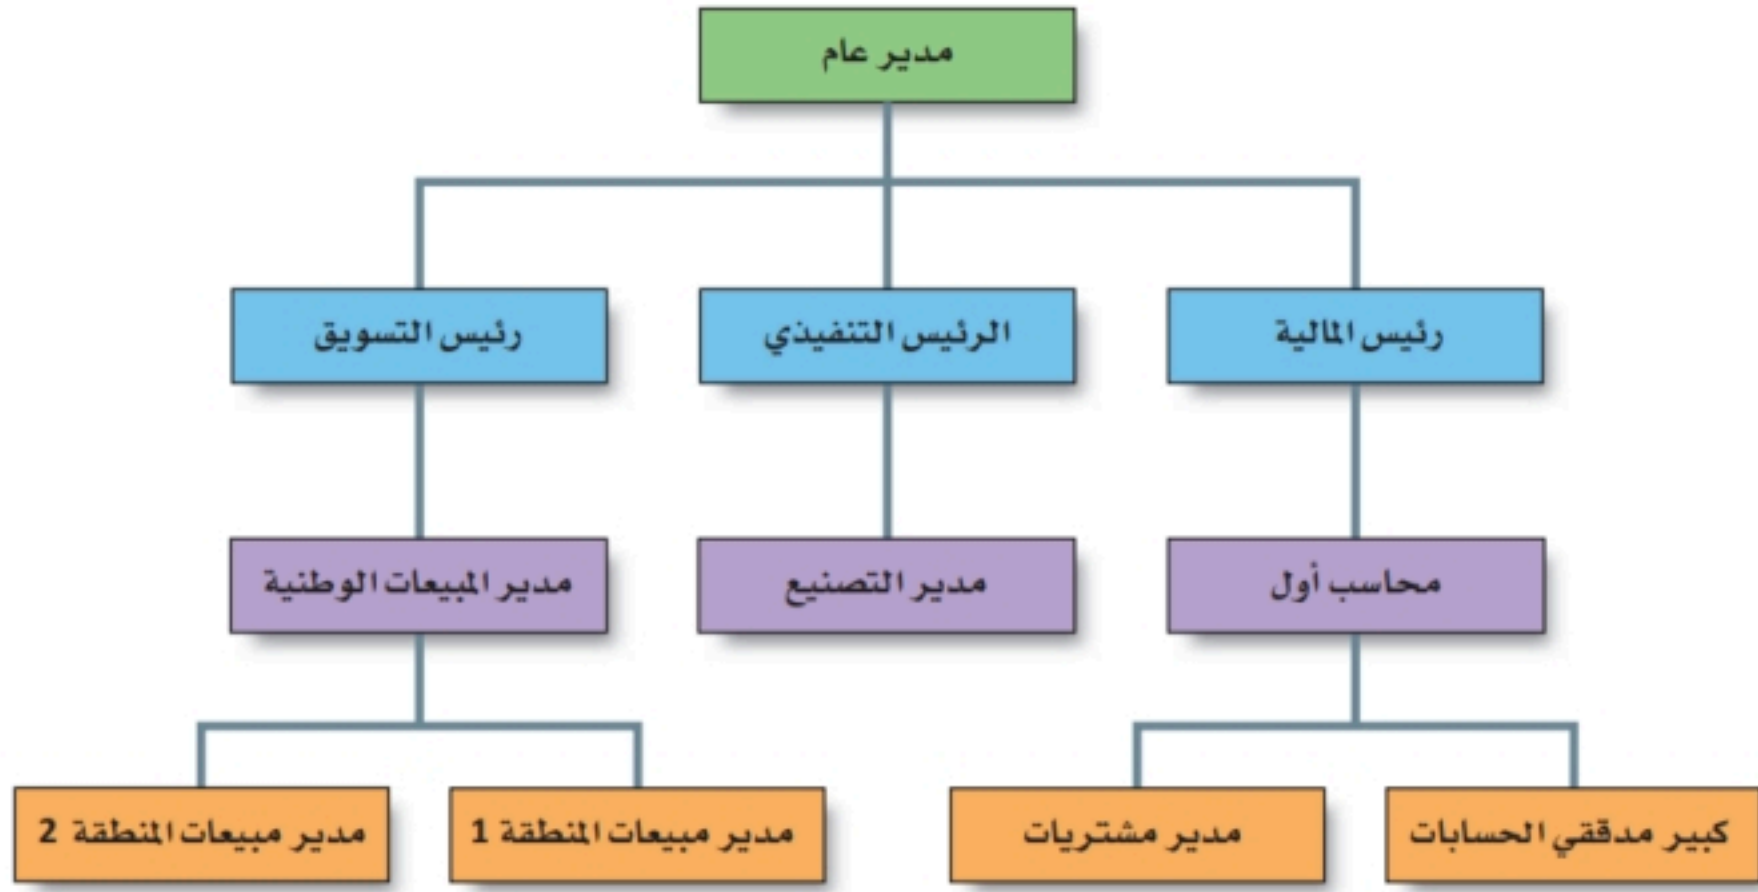 مدير عام
رئيس المالية
الرئيس التنفيذي
رئيس التسويق
محاسب أول
مدير التصنيع
مدير المبيعات الوطنية
كبير مدققي الحسابات
مدير مشتريات
مدير مبيعات المنطقة 1
مدير مبيعات المنطقة 2